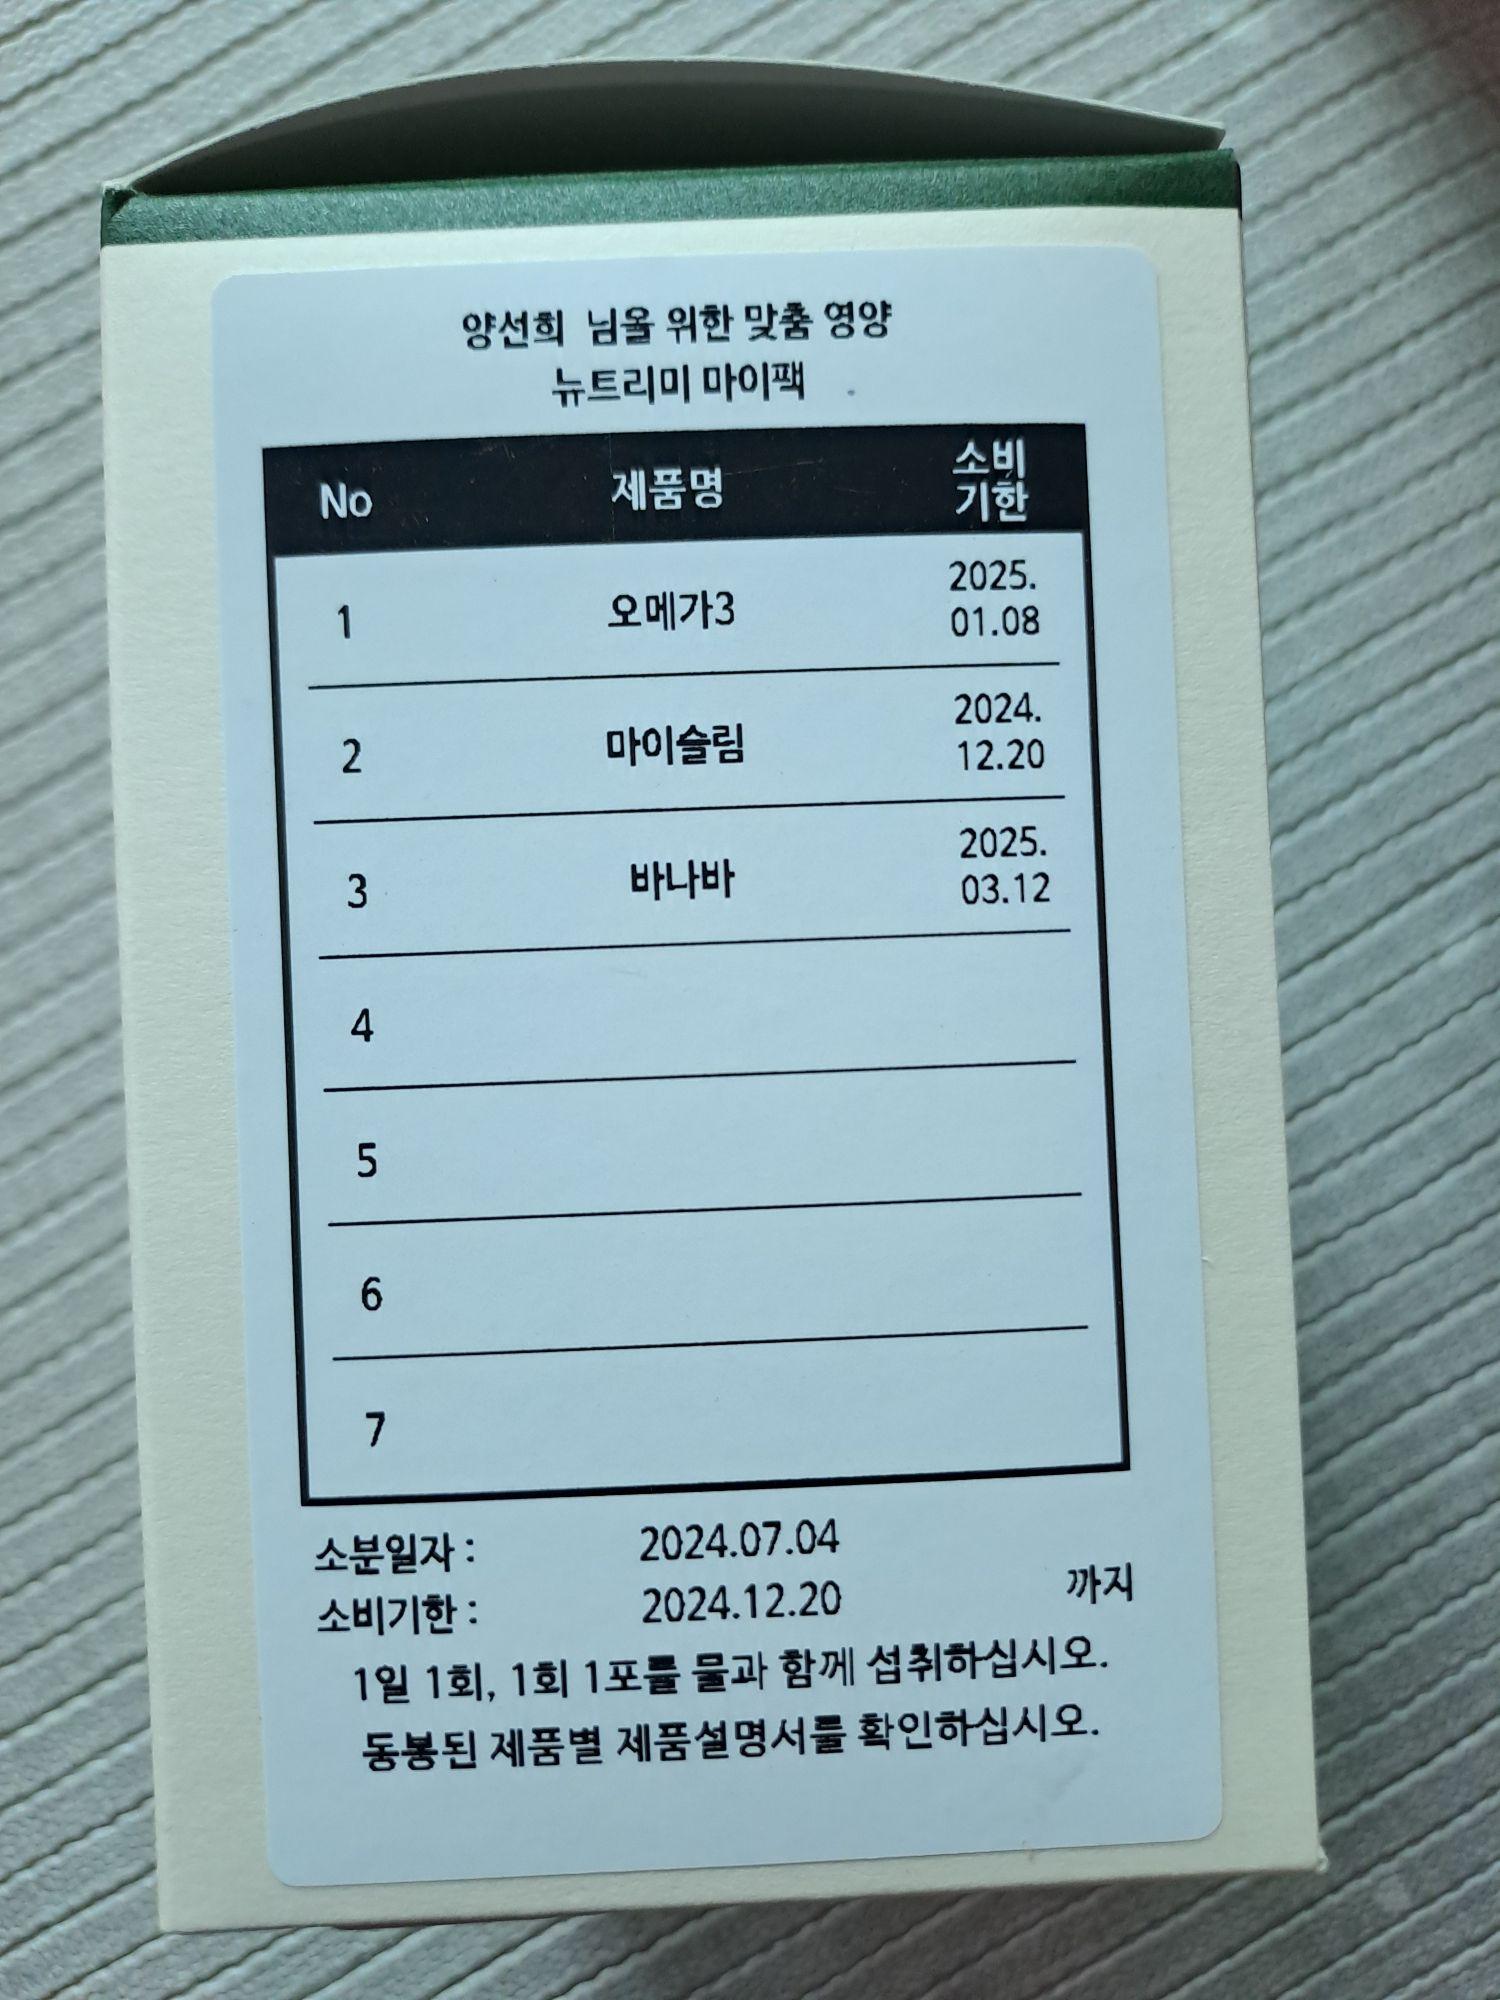 양선희 님을 위한 맞춤 영양
뉴트리미 마이팩
No 제품명 소비
기한
1 오메가3 2025.
01.08
2 마이슬림 2024.
12.20
3 바나바 2025.
03.12
4
5
6
7
소분일자 : 2024.07.04
소비기한 : 2024.12.20 까지
1일 1회, 1회 1포를 물과 함께 섭취하십시오.
동봉된 제품별 제품설명서를 확인하십시오.